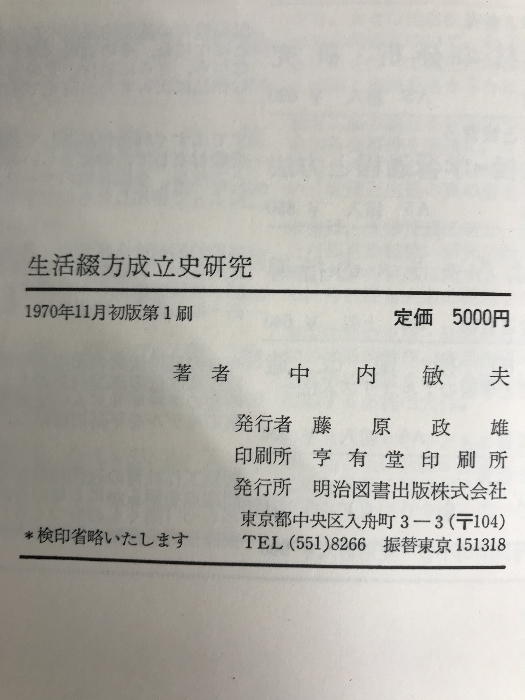 生活綴方成立史研究
1970年11月初版第1刷 定価 5000円
著者 中内敏夫
発行者 藤原政雄
印刷所 亨有堂印刷所
発行所 明治図書出版株式会社
東京都中央区入舟町3－3(〒104)
*検印省略いたします TEL (551)8266 振替東京151318